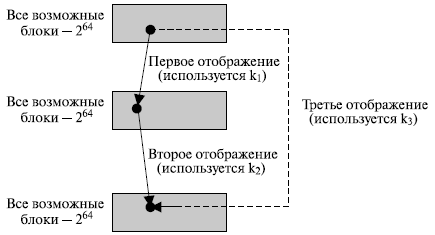 Все возможные
блоки — 2^64
Первое отображение
(используется k₁)
Все возможные
блоки — 2^64
Третье отображение
(используется k₃)
Второе отображение
(используется k₂)
Все возможные
блоки — 2^64